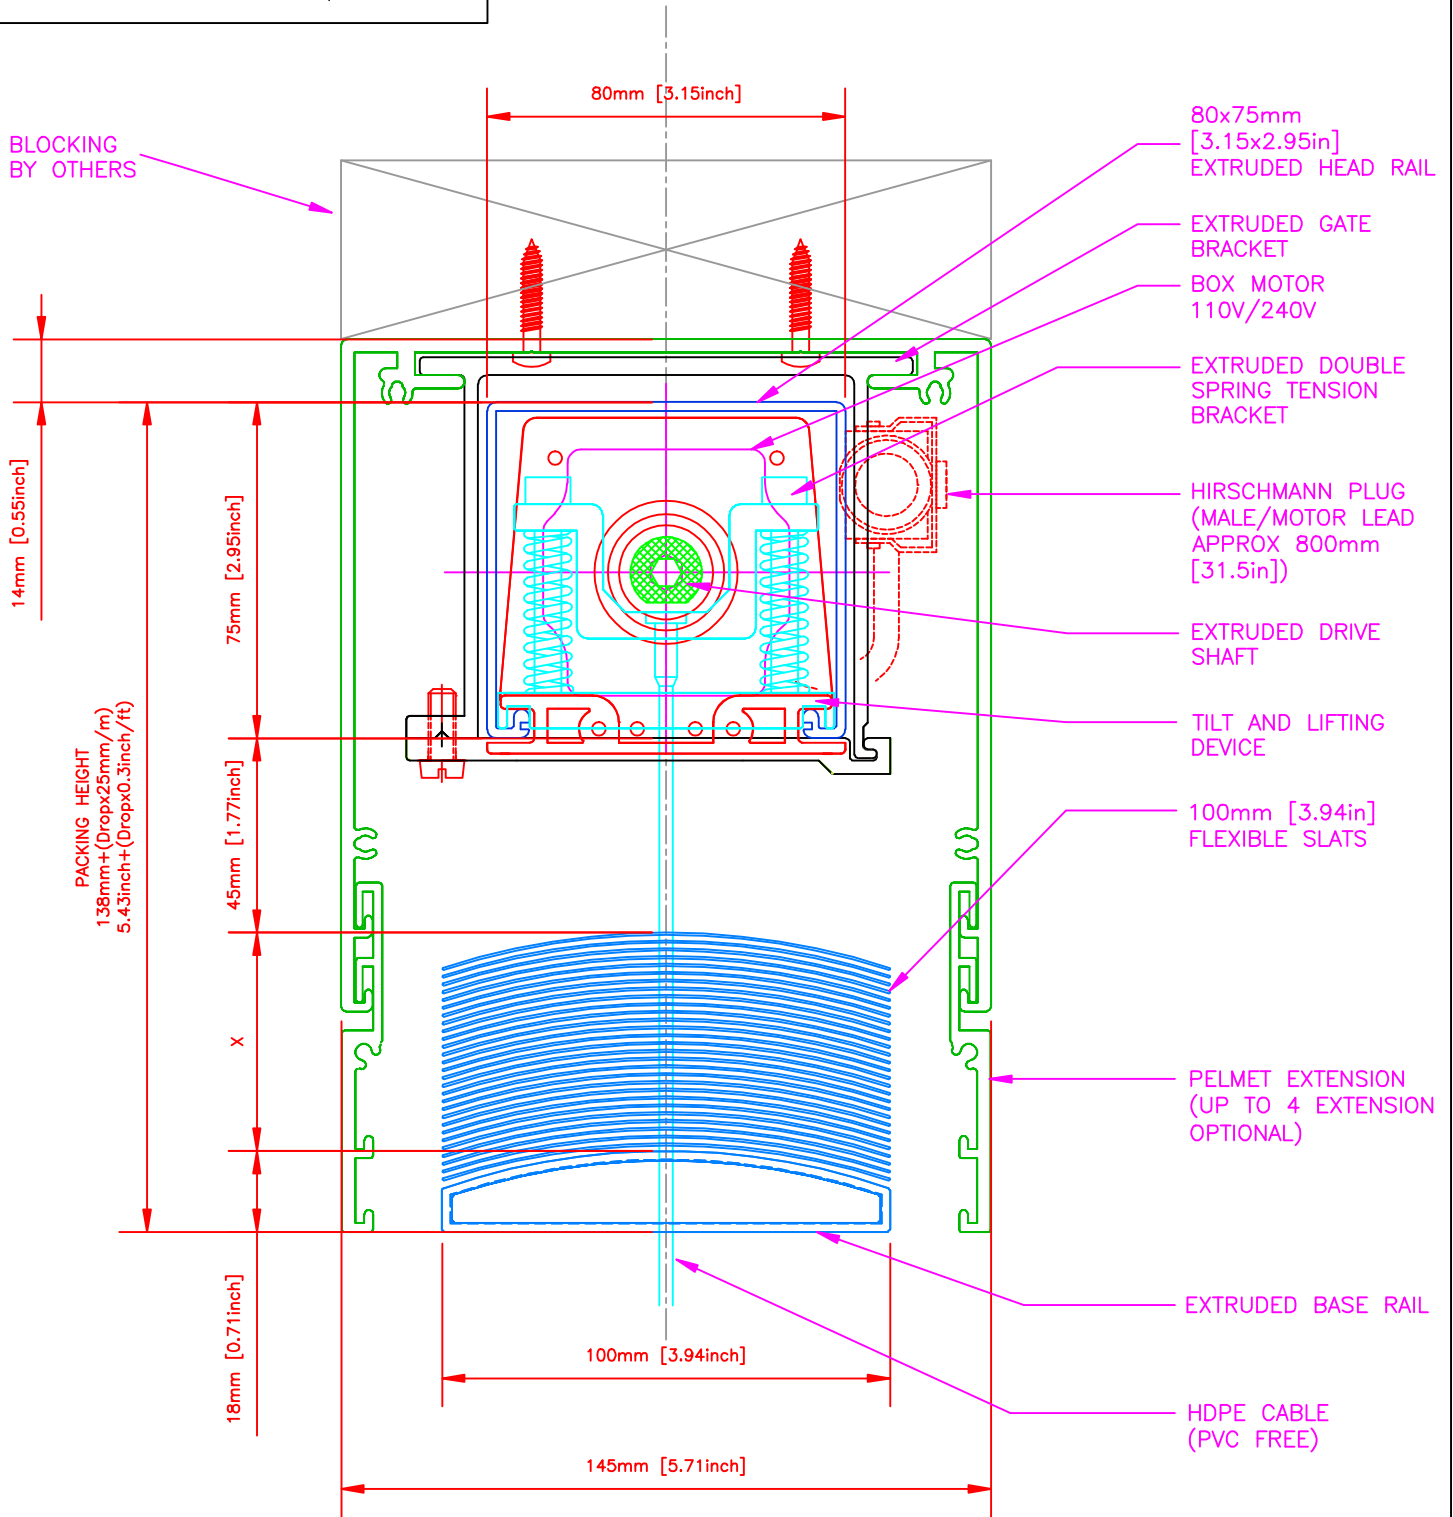 80mm [3.15inch]
BLOCKING
BY OTHERS
80x75mm
[3.15x2.95in]
EXTRUDED HEAD RAIL
EXTRUDED GATE
BRACKET
BOX MOTOR
110V/240V
EXTRUDED DOUBLE
SPRING TENSION
BRACKET
HIRSCHMANN PLUG
(MALE/MOTOR LEAD
APPROX 800mm
[31.5in])
EXTRUDED DRIVE
SHAFT
TILT AND LIFTING
DEVICE
100mm [3.94in]
FLEXIBLE SLATS
PELMET EXTENSION
(UP TO 4 EXTENSION
OPTIONAL)
EXTRUDED BASE RAIL
HDPE CABLE
(PVC FREE)
14mm [0.55inch]
75mm [2.95inch]
PACKING HEIGHT
138mm+(Dropx25mm/m)
5.43inch+(Dropx0.3inch/ft)
45mm [1.77inch]
X
18mm [0.71inch]
100mm [3.94inch]
145mm [5.71inch]